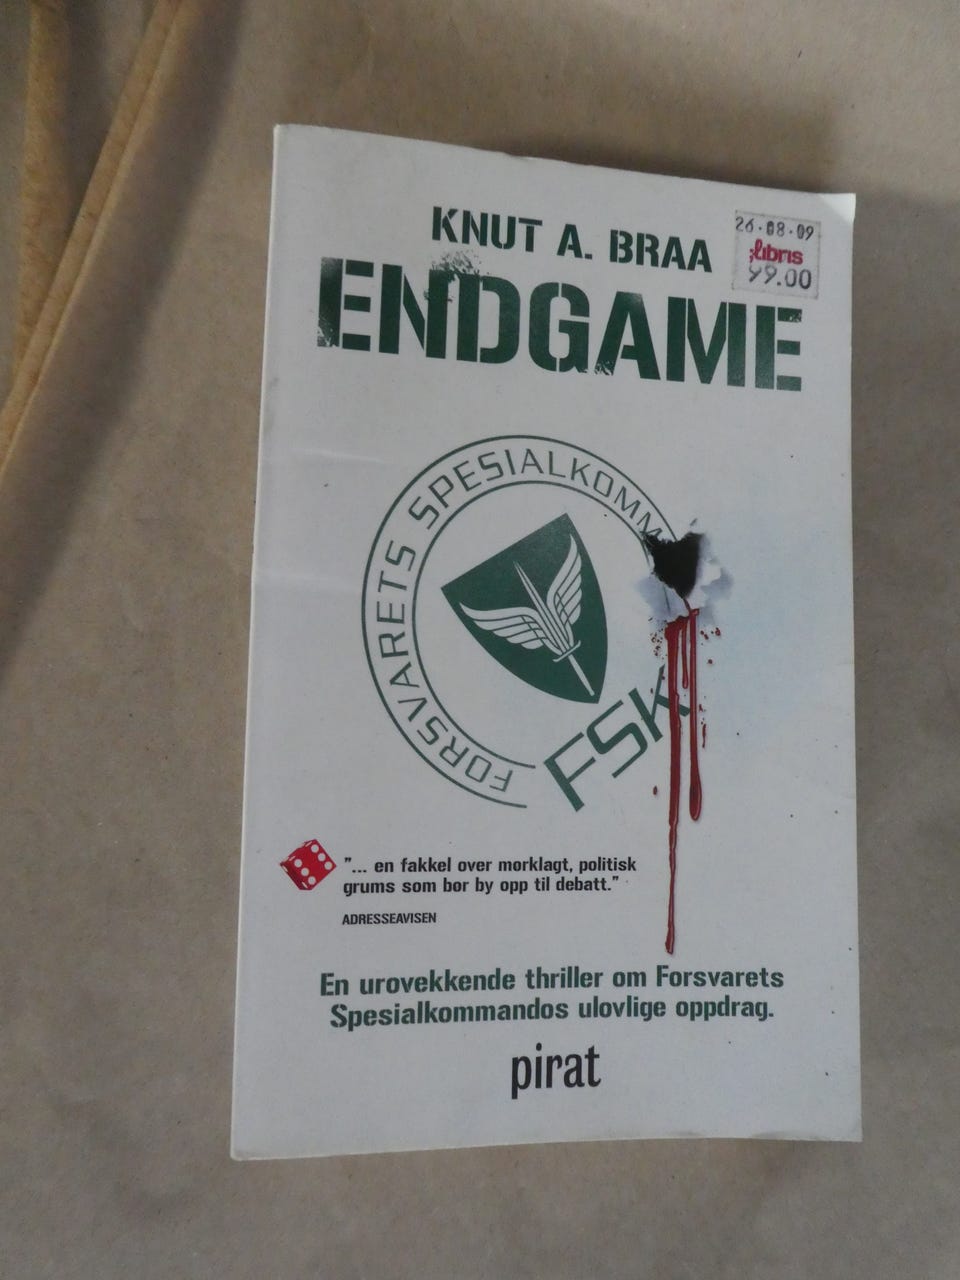 KNUT A. BRAA
26·08·09
libris
99.00
ENDGAME
FORSVARETS SPESIALKOMM
FSK
"... en fakkel over morklagt, politisk
grums som bør by opp til debatt."
ADRESSEAVISEN
En urovekkende thriller om Forsvarets
Spesialkommandos ulovlige oppdrag.
pirat